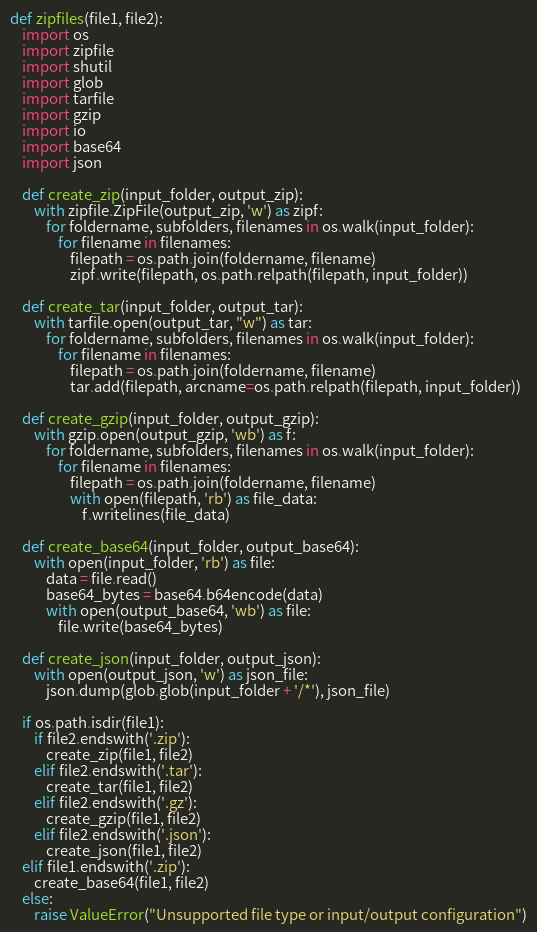 def zipfiles(file1, file2):
    import os
    import zipfile
    import shutil
    import glob
    import tarfile
    import gzip
    import io
    import base64
    import json

    def create_zip(input_folder, output_zip):
        with zipfile.ZipFile(output_zip, 'w') as zipf:
            for foldername, subfolders, filenames in os.walk(input_folder):
                for filename in filenames:
                    filepath = os.path.join(foldername, filename)
                    zipf.write(filepath, os.path.relpath(filepath, input_folder))

    def create_tar(input_folder, output_tar):
        with tarfile.open(output_tar, "w") as tar:
            for foldername, subfolders, filenames in os.walk(input_folder):
                for filename in filenames:
                    filepath = os.path.join(foldername, filename)
                    tar.add(filepath, arcname=os.path.relpath(filepath, input_folder))

    def create_gzip(input_folder, output_gzip):
        with gzip.open(output_gzip, 'wb') as f:
            for foldername, subfolders, filenames in os.walk(input_folder):
                for filename in filenames:
                    filepath = os.path.join(foldername, filename)
                    with open(filepath, 'rb') as file_data:
                        f.writelines(file_data)

    def create_base64(input_folder, output_base64):
        with open(input_folder, 'rb') as file:
            data = file.read()
            base64_bytes = base64.b64encode(data)
            with open(output_base64, 'wb') as file:
                file.write(base64_bytes)

    def create_json(input_folder, output_json):
        with open(output_json, 'w') as json_file:
            json.dump(glob.glob(input_folder + '/*'), json_file)

    if os.path.isdir(file1):
        if file2.endswith('.zip'):
            create_zip(file1, file2)
        elif file2.endswith('.tar'):
            create_tar(file1, file2)
        elif file2.endswith('.gz'):
            create_gzip(file1, file2)
        elif file2.endswith('.json'):
            create_json(file1, file2)
    elif file1.endswith('.zip'):
        create_base64(file1, file2)
    else:
        raise ValueError("Unsupported file type or input/output configuration")